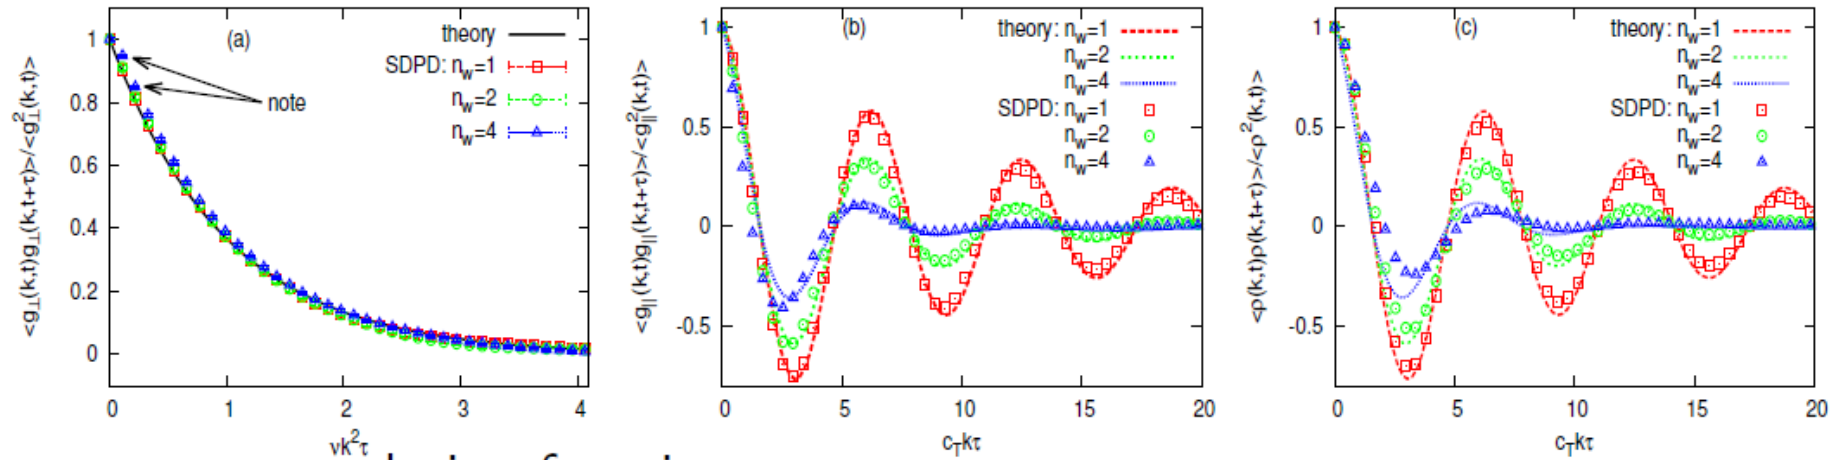 <g⊥(k,t)g⊥(k,t+τ)>/<g⊥²(k,t)>
1
0.8
0.6
0.4
0.2
0
(a)
theory
SDPD: n_w=1
n_w=2
n_w=4
note
0 1 2 3 4
νk²τ
<g||(k,t)g||(k,t+τ)>/<g||²(k,t)>
1
0.5
0
-0.5
(b)
theory: n_w=1
n_w=2
n_w=4
SDPD: n_w=1
n_w=2
n_w=4
0 5 10 15 20
c_Tkτ
<ρ(k,t)ρ(k,t+τ)>/<ρ²(k,t)>
1
0.5
0
-0.5
(c)
theory: n_w=1
n_w=2
n_w=4
SDPD: n_w=1
n_w=2
n_w=4
0 5 10 15 20
c_Tkτ